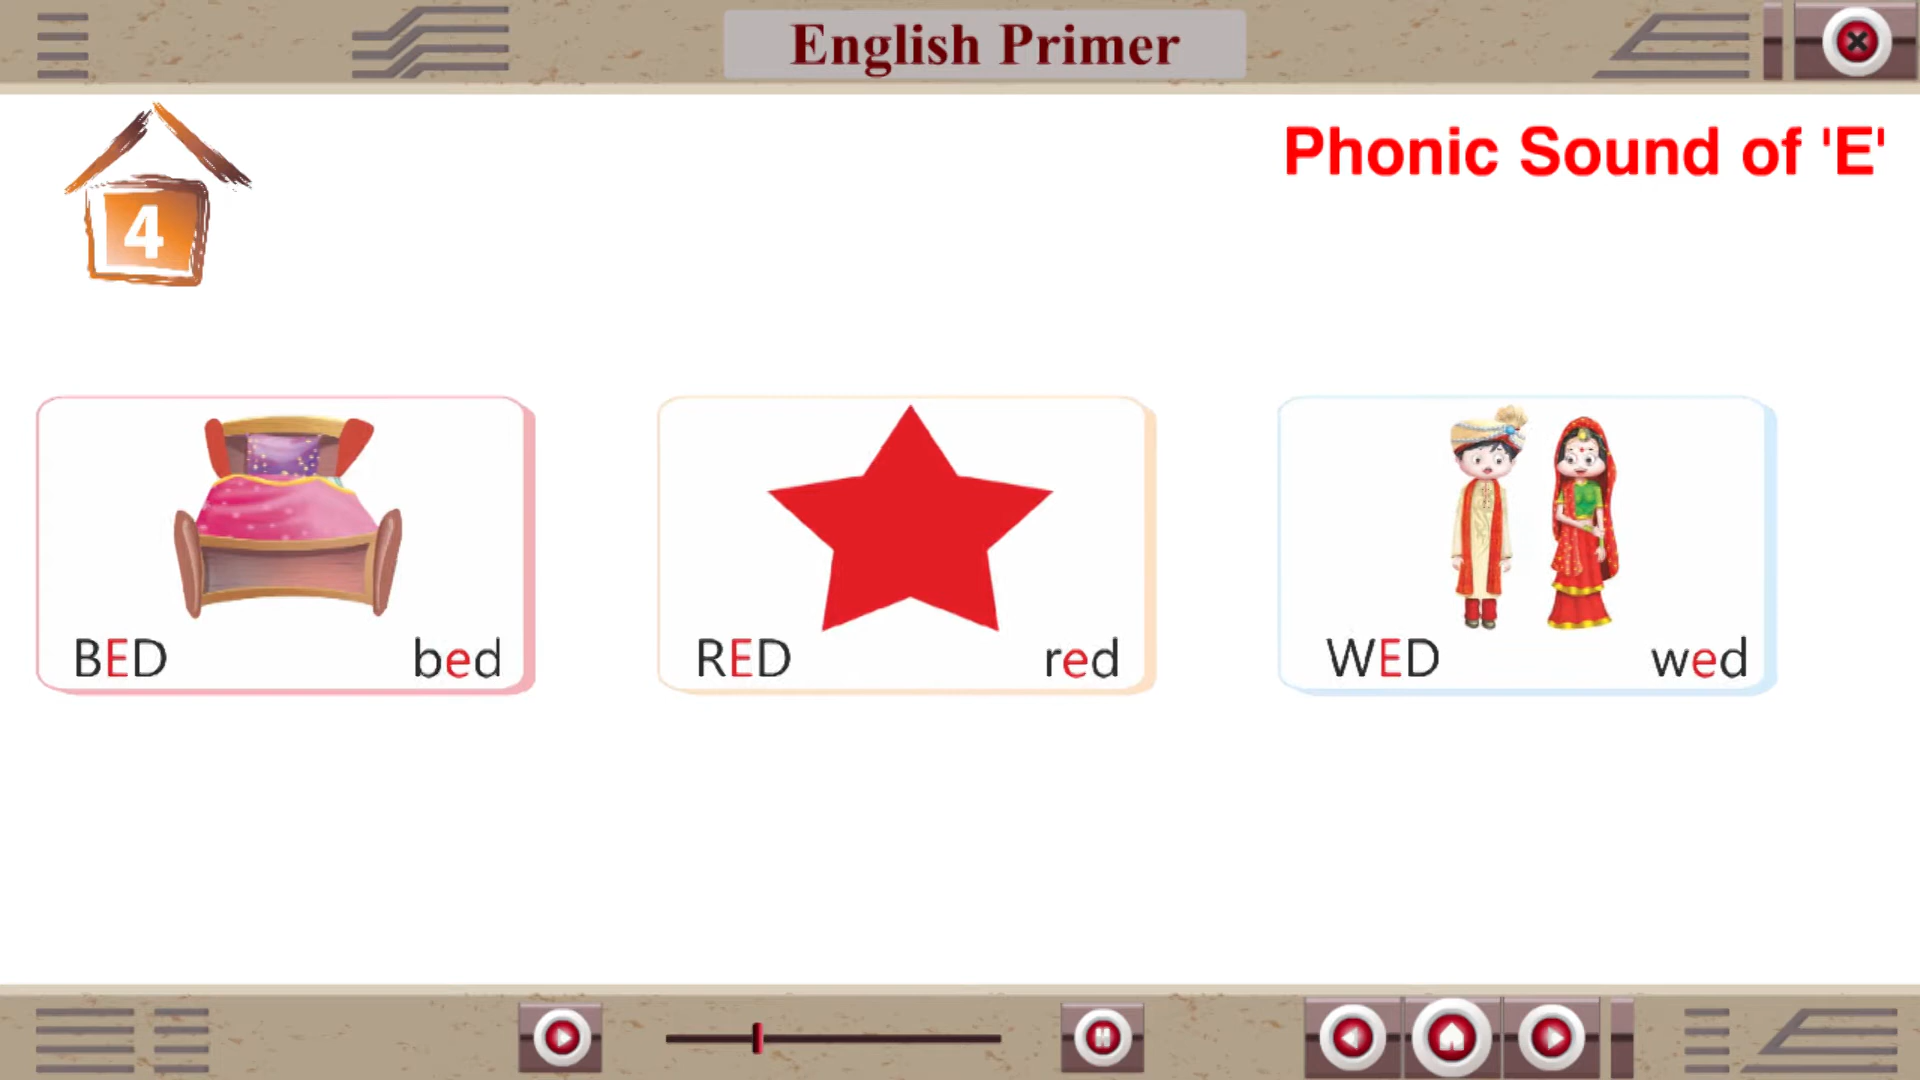 English Primer
4
Phonic Sound of 'E'
BED bed
RED red
WED wed